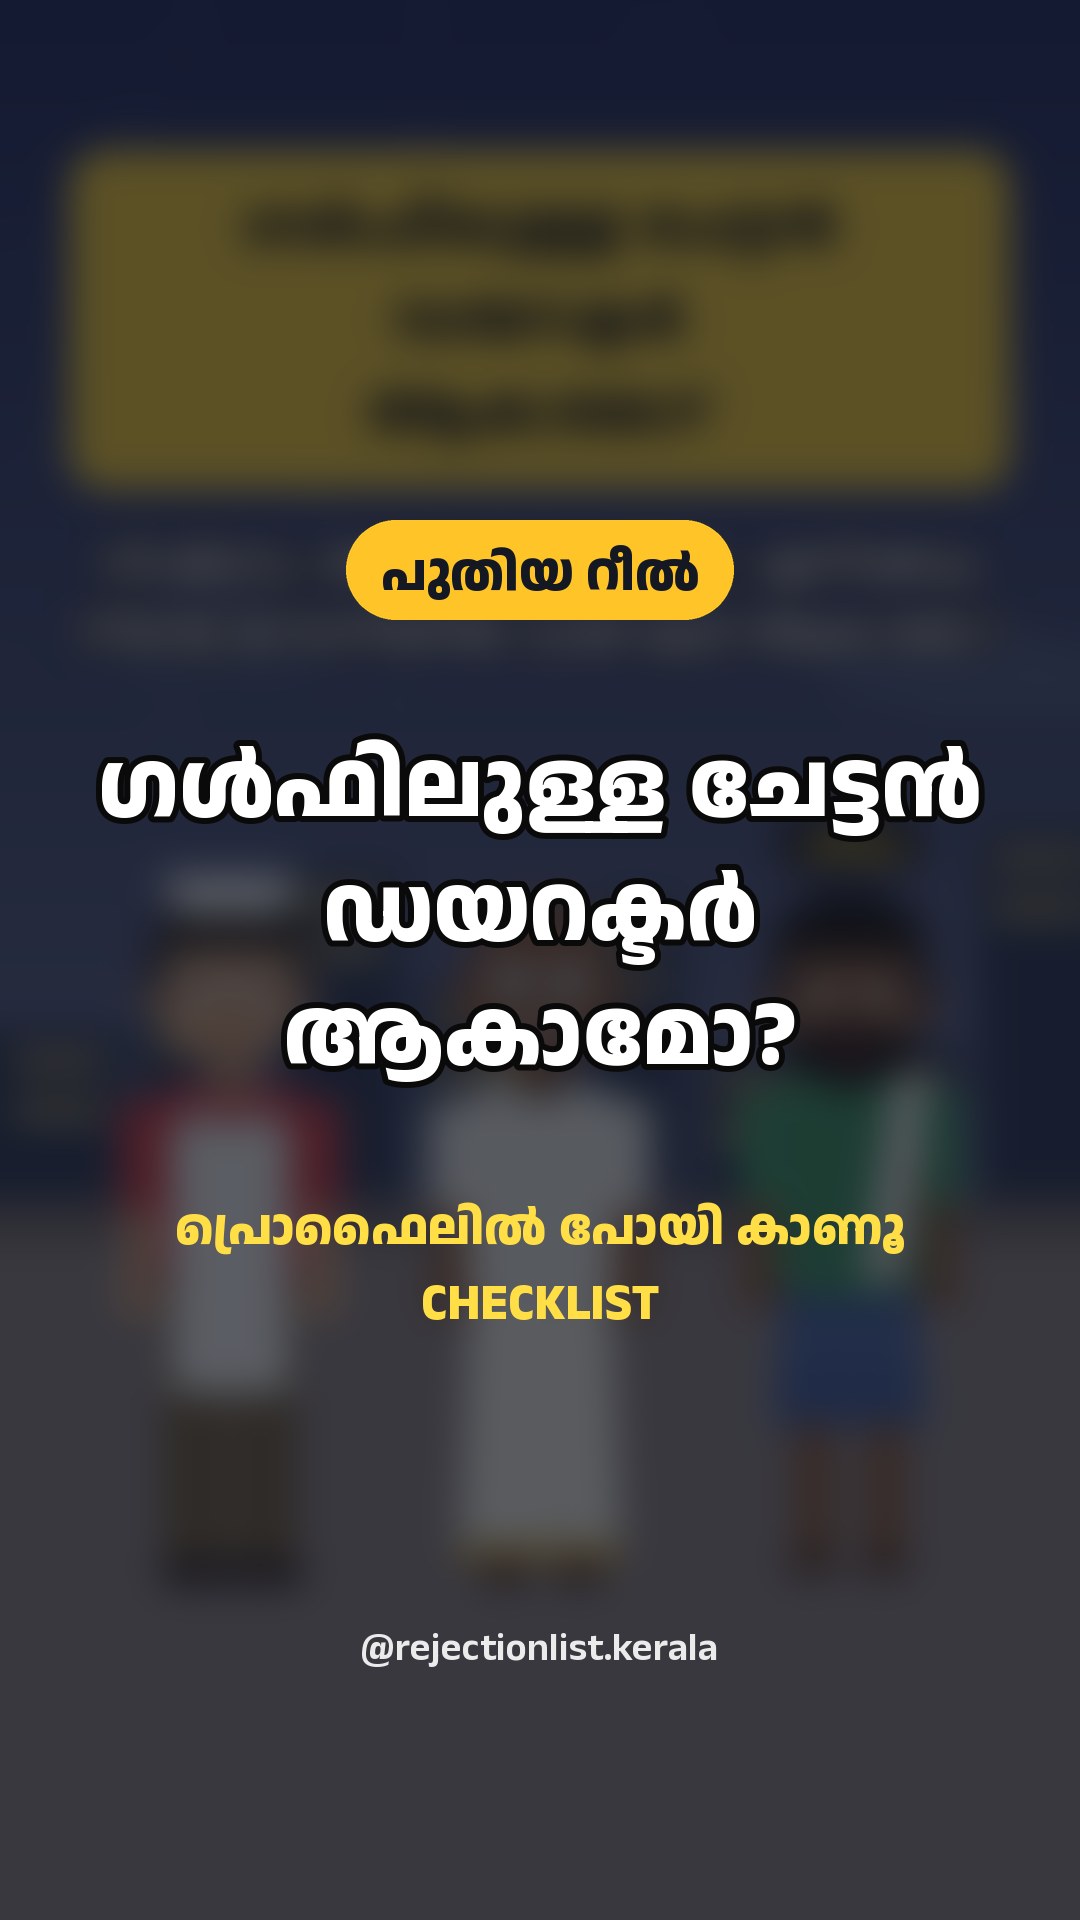 പുതിയ റീൽ
ഗൾഫിലുള്ള ചേട്ടൻ
ഡയറക്ടർ
ആകാമോ?
പ്രൊഫൈലിൽ പോയി കാണൂ
CHECKLIST
@rejectionlist.kerala